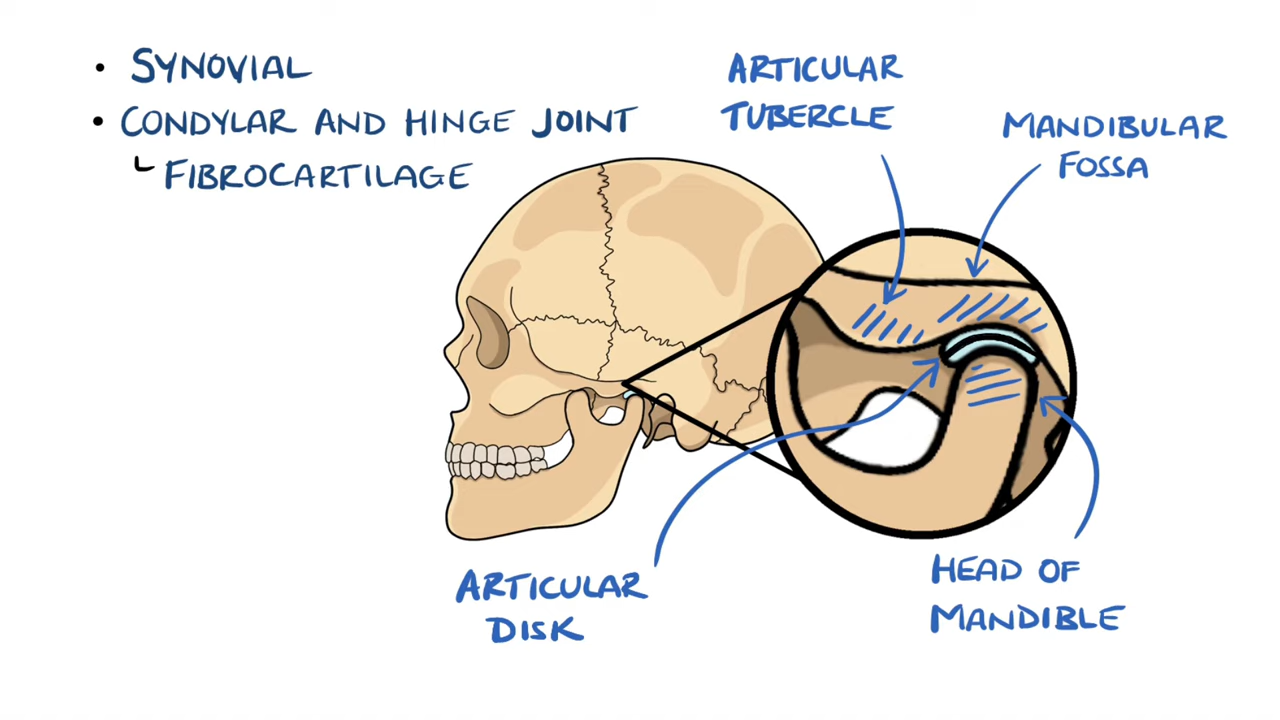 • SYNOVIAL
• CONDYLAR AND HINGE JOINT
FIBROCARTILAGE
ARTICULAR
TUBERCLE
MANDIBULAR
FOSSA
ARTICULAR
DISK
HEAD OF
MANDIBLE